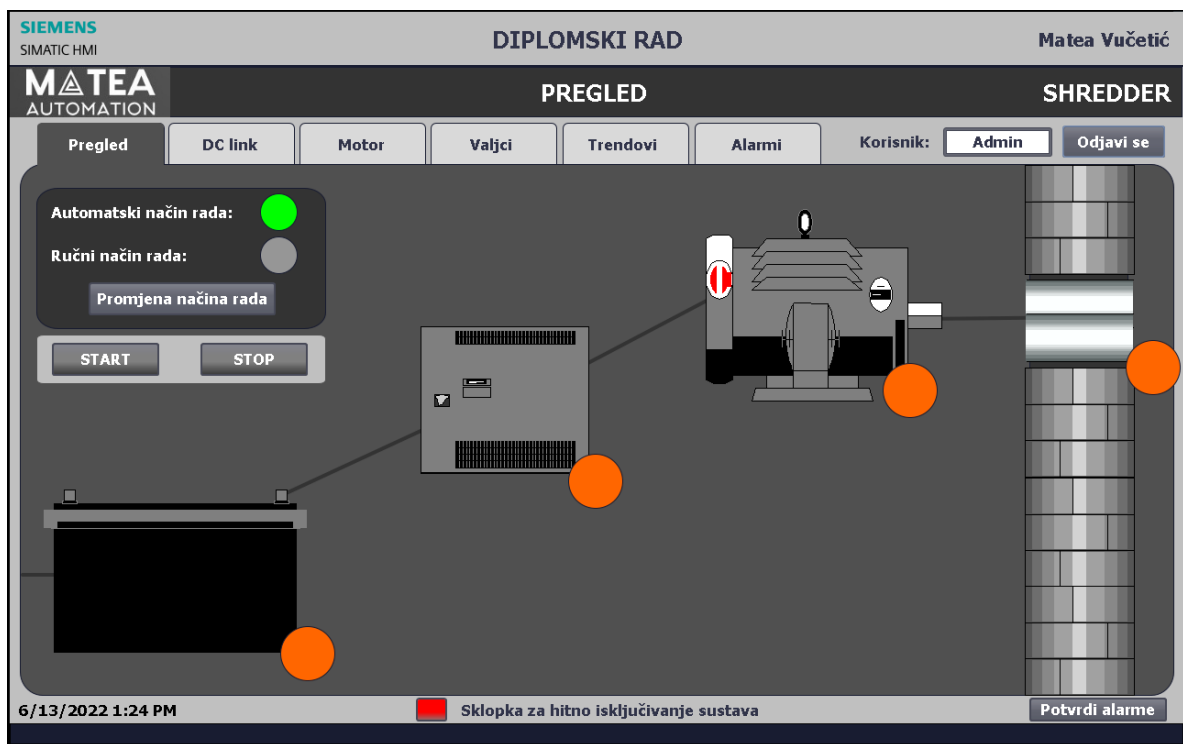 SIEMENS
SIMATIC HMI
DIPLOMSKI RAD
Matea Vučetić
MATEA
AUTOMATION
PREGLED
SHREDDER
Pregled
DC link
Motor
Valjci
Trendovi
Alarmi
Korisnik:
Admin
Odjavi se
Automatski način rada:
Ručni način rada:
Promjena načina rada
START
STOP
6/13/2022 1:24 PM
Sklopka za hitno isključivanje sustava
Potvrdi alarme